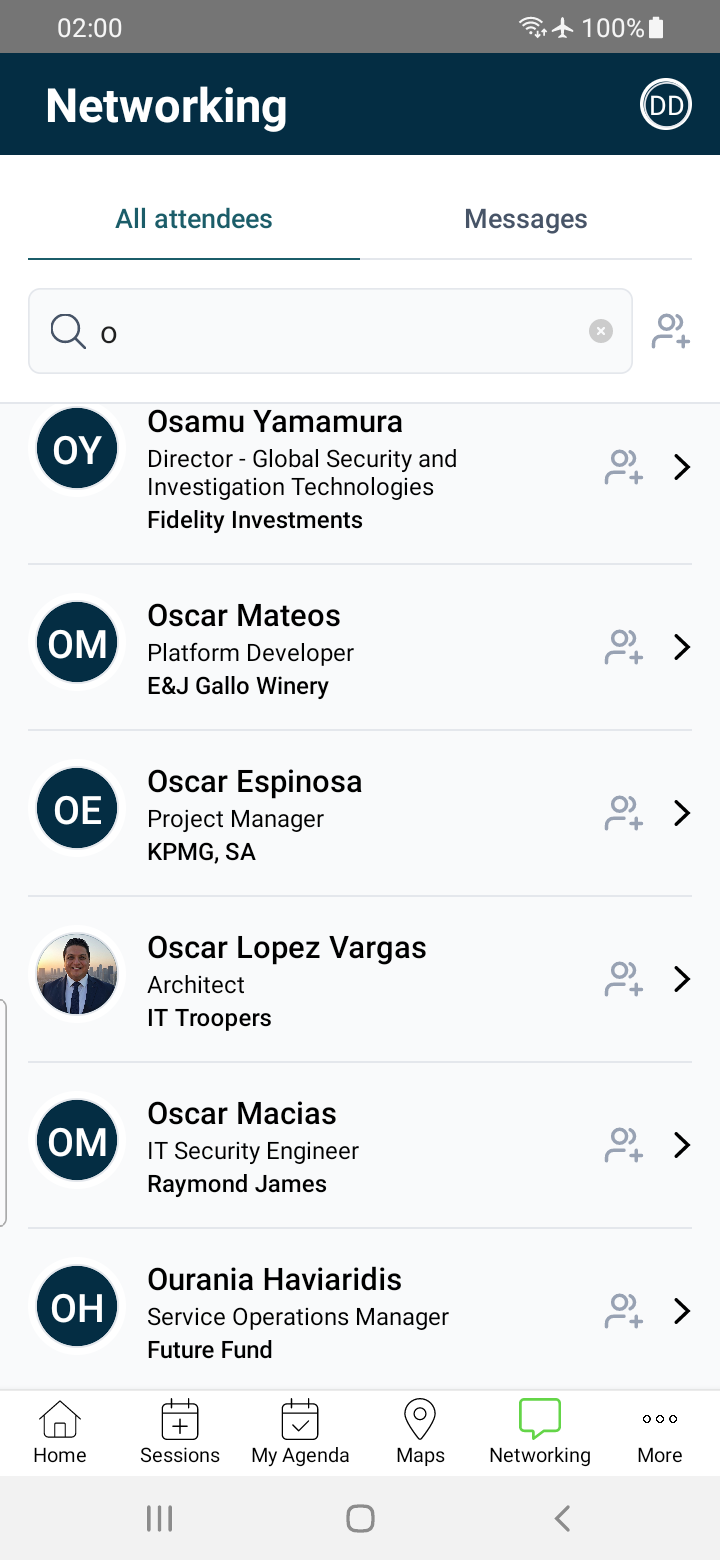 02:00
100%
Networking
DD
All attendees
Messages
o
OY
Osamu Yamamura
Director - Global Security and
Investigation Technologies
Fidelity Investments
OM
Oscar Mateos
Platform Developer
E&J Gallo Winery
OE
Oscar Espinosa
Project Manager
KPMG, SA
Oscar Lopez Vargas
Architect
IT Troopers
OM
Oscar Macias
IT Security Engineer
Raymond James
OH
Ourania Haviaridis
Service Operations Manager
Future Fund
Home
Sessions
My Agenda
Maps
Networking
More